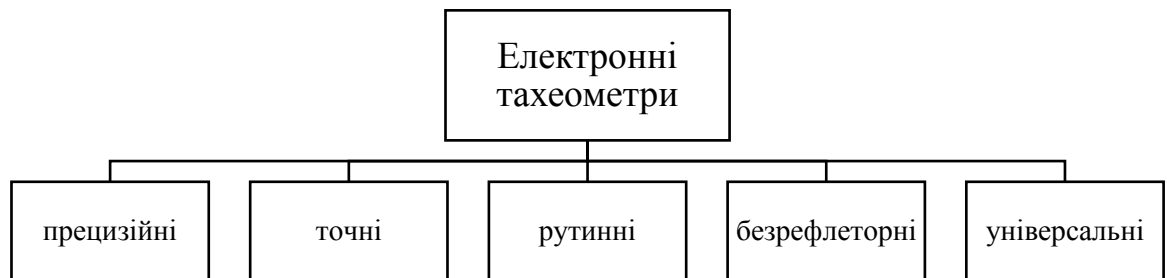 Електронні
тахеометри
прецизійні
точні
рутинні
безрефлеторні
універсальні